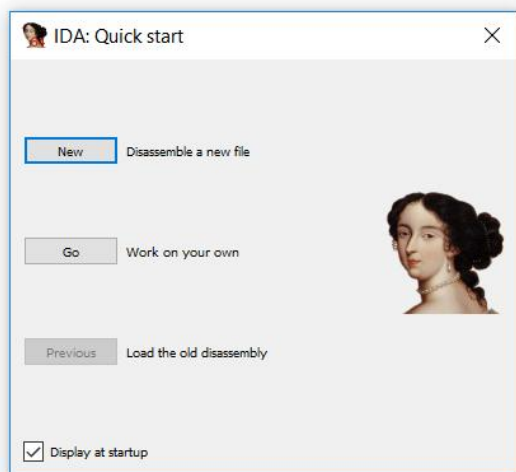 IDA: Quick start
New Disassemble a new file
Go Work on your own
Previous Load the old disassembly
Display at startup